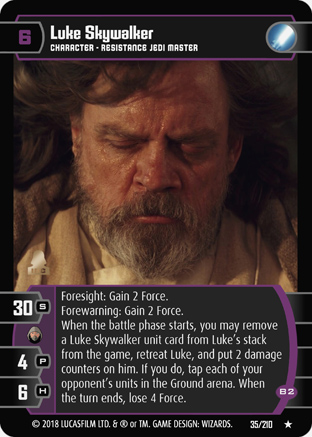 6
Luke Skywalker
CHARACTER - RESISTANCE JEDI MASTER
30 S
4 P
6 H
Foresight: Gain 2 Force.
Forewarning: Gain 2 Force.
When the battle phase starts, you may remove
a Luke Skywalker unit card from Luke's stack
from the game, retreat Luke, and put 2 damage
counters on him. If you do, tap each of your
opponent's units in the Ground arena. When
the turn ends, lose 4 Force.
B2
© 2018 LUCASFILM LTD. & ® or TM. GAME DESIGN: WIZARDS.
35/210